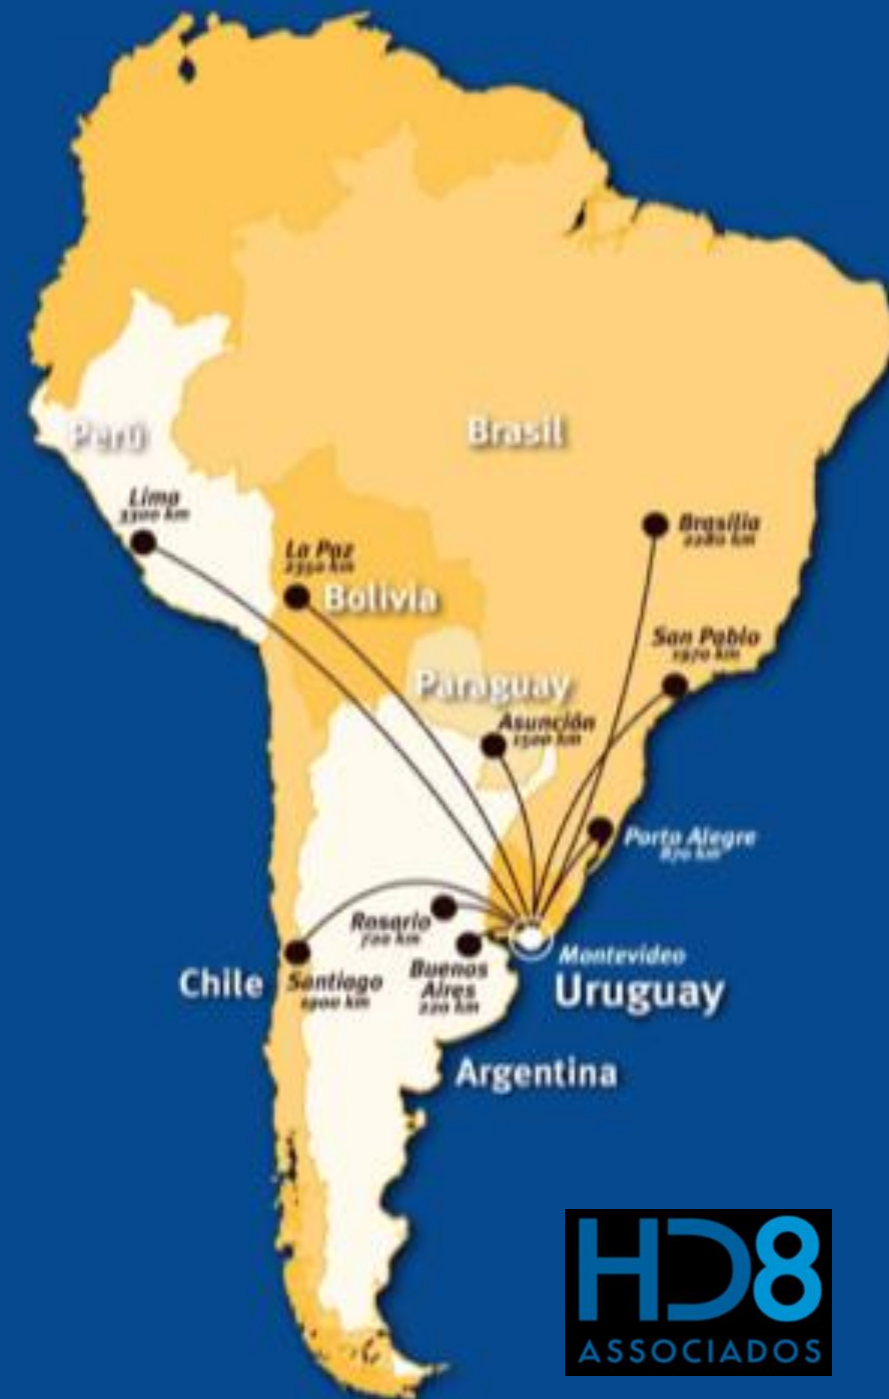 Perú
Brasil
Lima
3300 km
Brasilia
2280 km
La Paz
2350 km
Bolivia
San Pablo
1970 km
Paraguay
Asunción
1500 km
Porto Alegre
870 km
Rosario
720 km
Montevideo
Uruguay
Buenos
Aires
220 km
Chile
Santiago
1900 km
Argentina
HD8
ASSOCIADOS